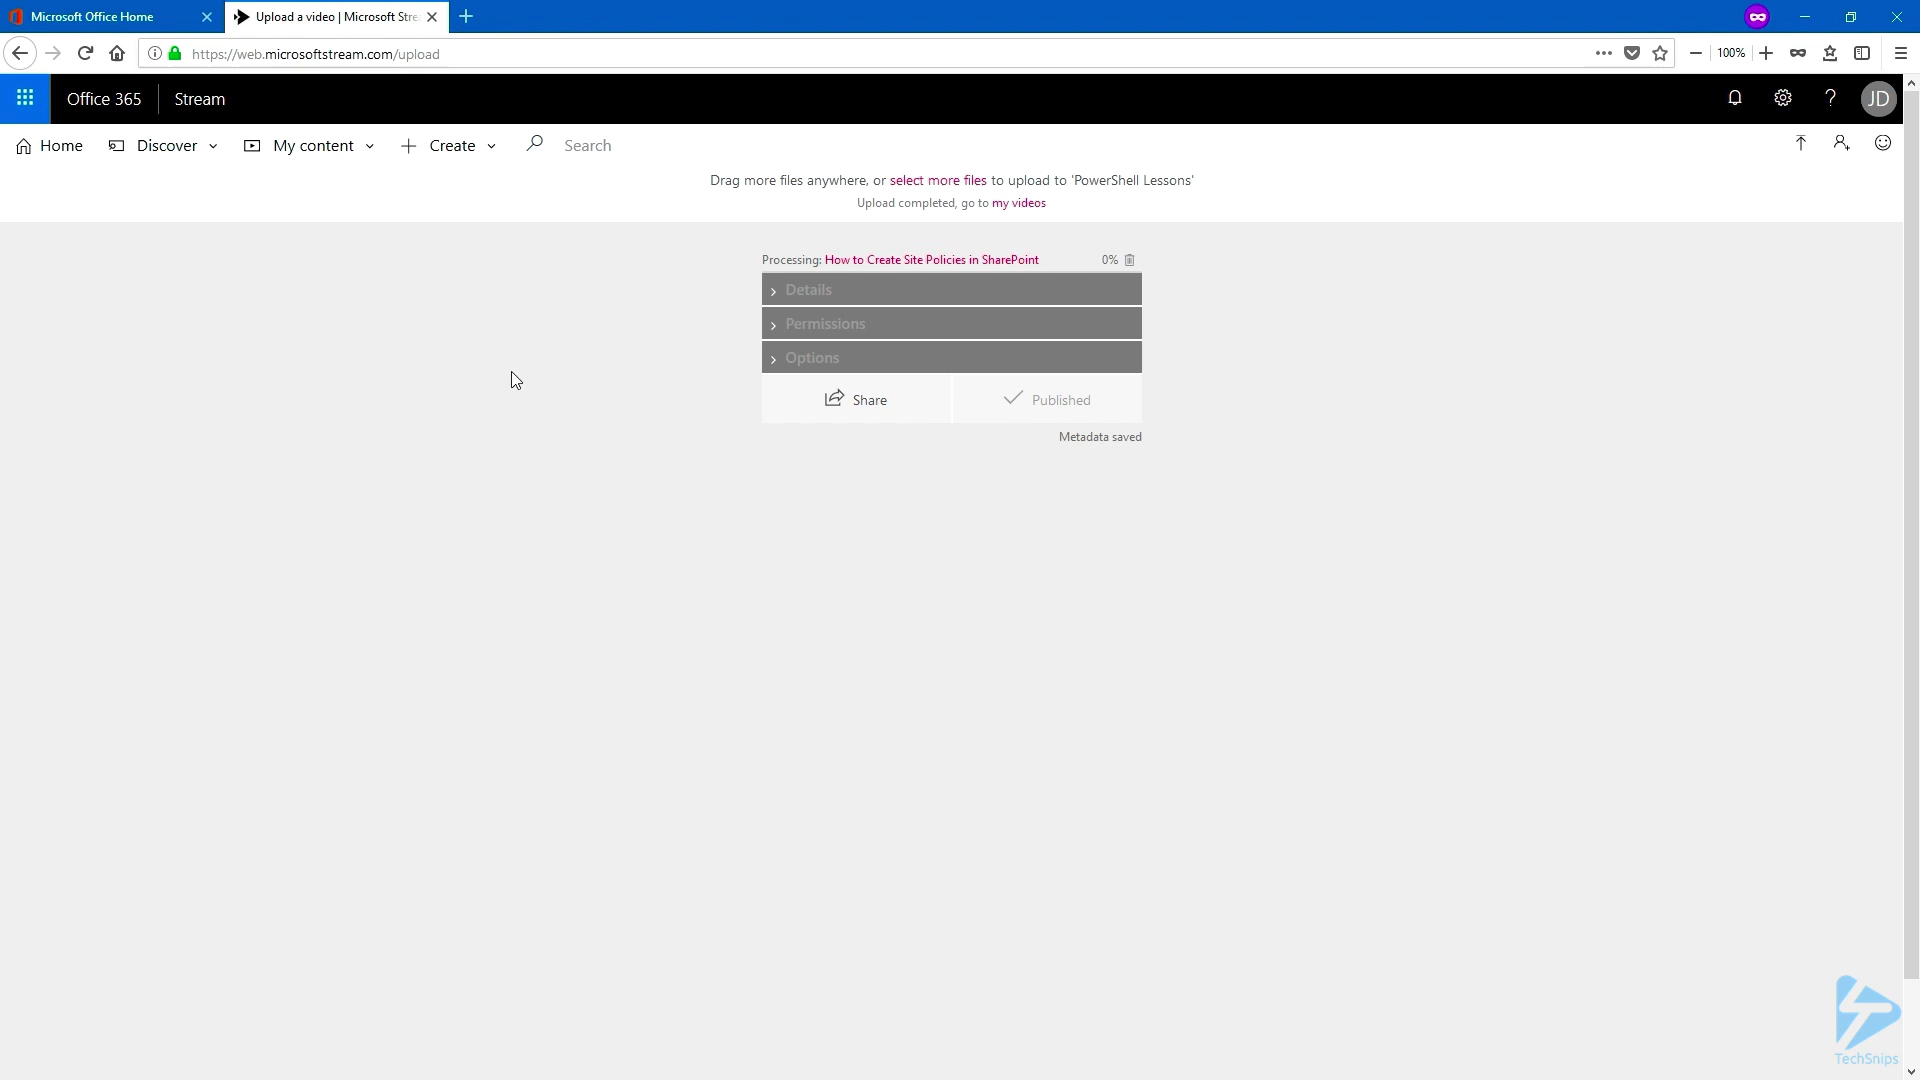 Microsoft Office Home
Upload a video | Microsoft Stre
https://web.microsoftstream.com/upload
100%
Office 365
Stream
JD
Home
Discover
My content
Create
Search
Drag more files anywhere, or select more files to upload to 'PowerShell Lessons'
Upload completed, go to my videos
Processing: How to Create Site Policies in SharePoint 0%
Details
Permissions
Options
Share
Published
Metadata saved
TechSnips